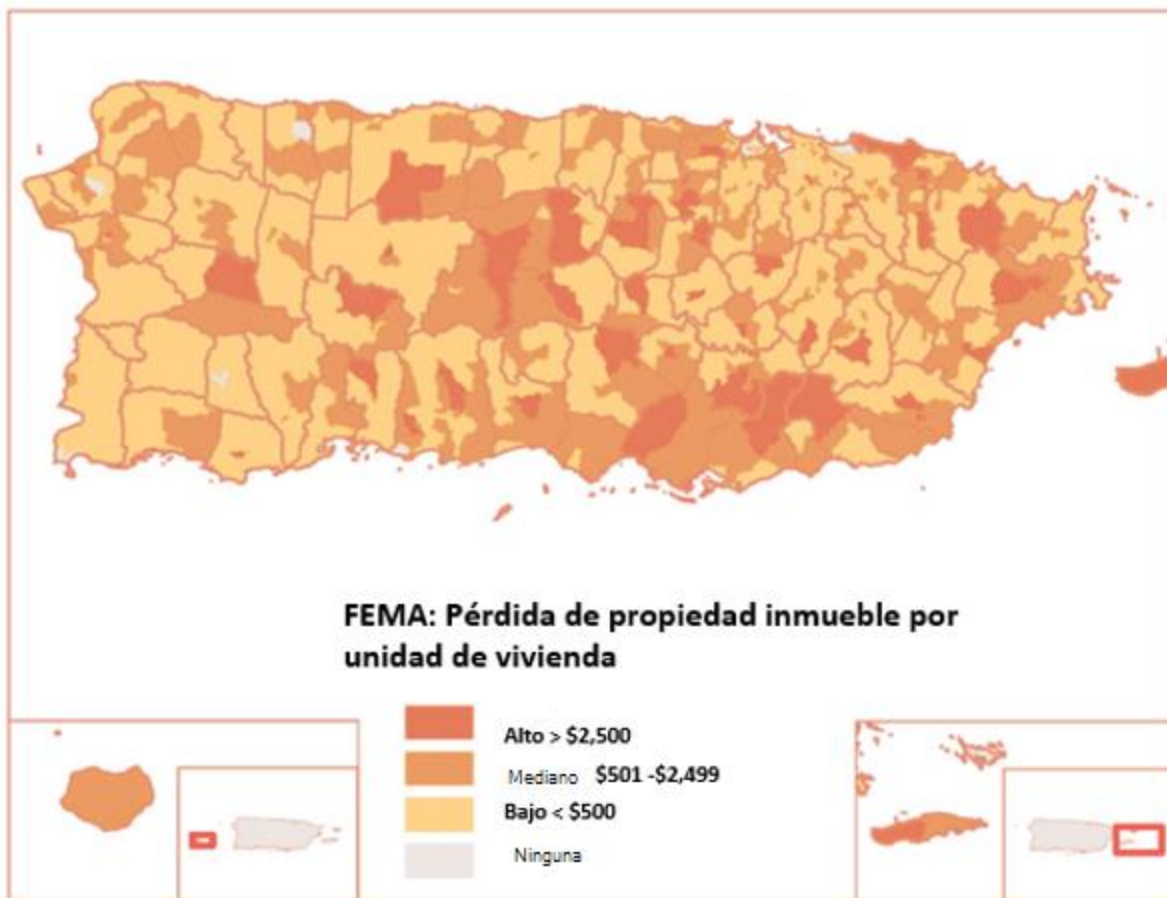 FEMA: Pérdida de propiedad inmueble por
unidad de vivienda
Alto > $2,500
Mediano $501 -$2,499
Bajo < $500
Ninguna